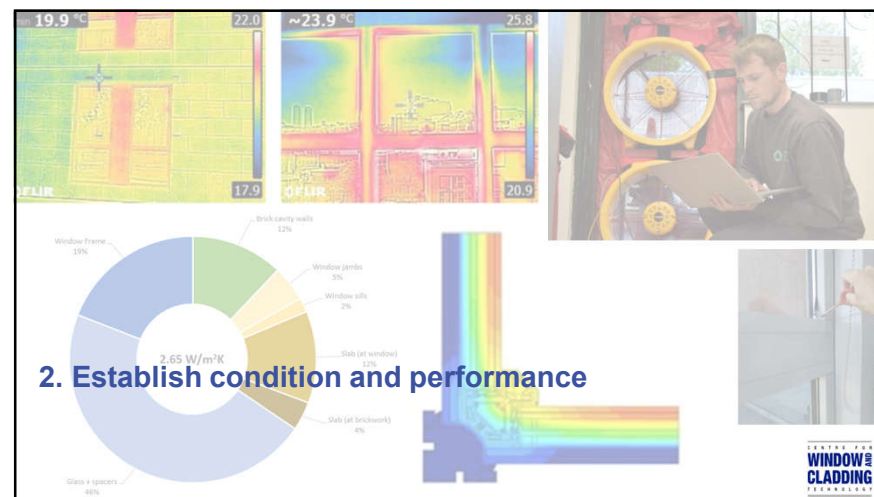 19.9 °C
22.0
17.9
FLIR
~23.9 °C
25.8
20.9
FLIR
Brick cavity walls
12%
Window jambs
5%
Window sills
2%
Slab (at window)
12%
Slab (at brickwork)
4%
Glass + spacers
46%
Window Frame
19%
2.65 W/m²K
2. Establish condition and performance
CENTRE FOR
WINDOW AND
CLADDING
TECHNOLOGY